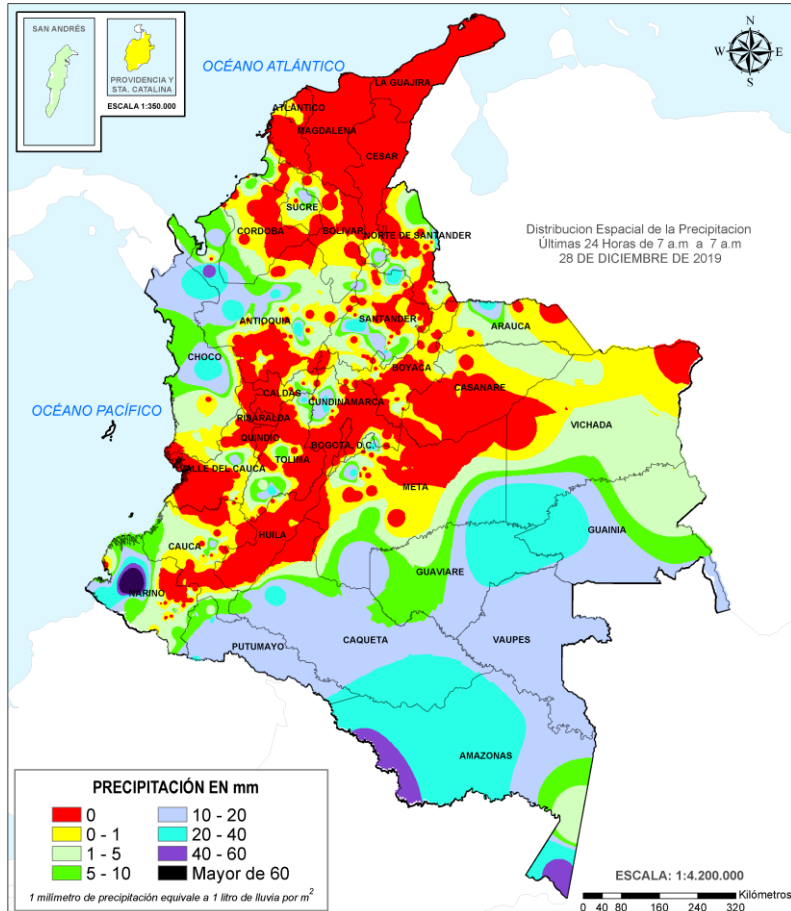 SAN ANDRÉS
PROVIDENCIA Y
STA. CATALINA
ESCALA 1:350.000
OCÉANO ATLÁNTICO
N
W
E
S
LA GUAJIRA
ATLANTICO
MAGDALENA
CESAR
SUCRE
CORDOBA
BOLIVAR
NORTE DE SANTANDER
Distribucion Espacial de la Precipitacion
Últimas 24 Horas de 7 a.m a 7 a.m
28 DE DICIEMBRE DE 2019
ANTIOQUIA
SANTANDER
ARAUCA
CHOCO
BOYACA
CASANARE
OCÉANO PACÍFICO
CALDAS
CUNDINAMARCA
RISARALDA
VICHADA
QUINDIO
BOGOTA, D.C.
TOLIMA
VALLE DEL CAUCA
META
GUAINIA
HUILA
CAUCA
GUAVIARE
NARIÑO
PUTUMAYO
CAQUETA
VAUPES
AMAZONAS
PRECIPITACIÓN EN mm
0
10 - 20
0 - 1
20 - 40
1 - 5
40 - 60
5 - 10
Mayor de 60
1 milímetro de precipitación equivale a 1 litro de lluvia por m²
ESCALA: 1:4.200.000
Kilómetros
0 40 80 160 240 320